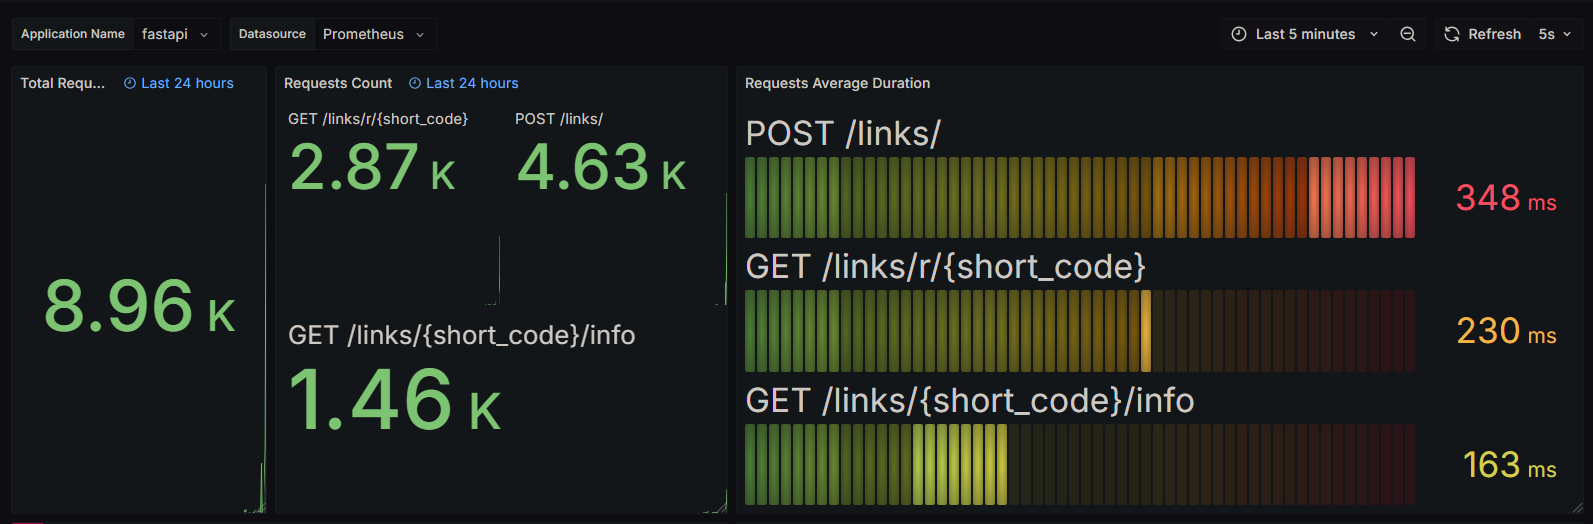 Application Name fastapi Datasource Prometheus Last 5 minutes Refresh 5s
Total Requ... Last 24 hours
8.96 K
Requests Count Last 24 hours
GET /links/r/{short_code}
2.87 K
POST /links/
4.63 K
GET /links/{short_code}/info
1.46 K
Requests Average Duration
POST /links/
348 ms
GET /links/r/{short_code}
230 ms
GET /links/{short_code}/info
163 ms